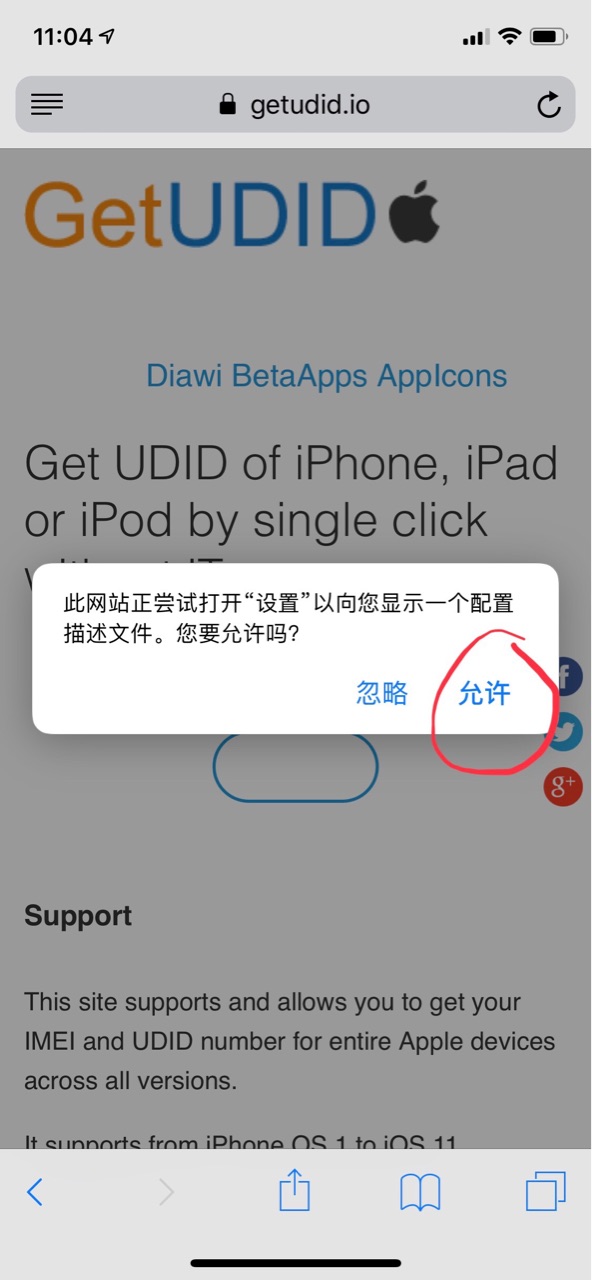 11:04
getudid.io
GetUDID
Diawi BetaApps AppIcons
Get UDID of iPhone, iPad
or iPod by single click
此网站正尝试打开“设置”以向您显示一个配置
描述文件。您要允许吗?
忽略 允许
f
g+
Support
This site supports and allows you to get your
IMEI and UDID number for entire Apple devices
across all versions.
It supports from iPhone OS 1 to iOS 11